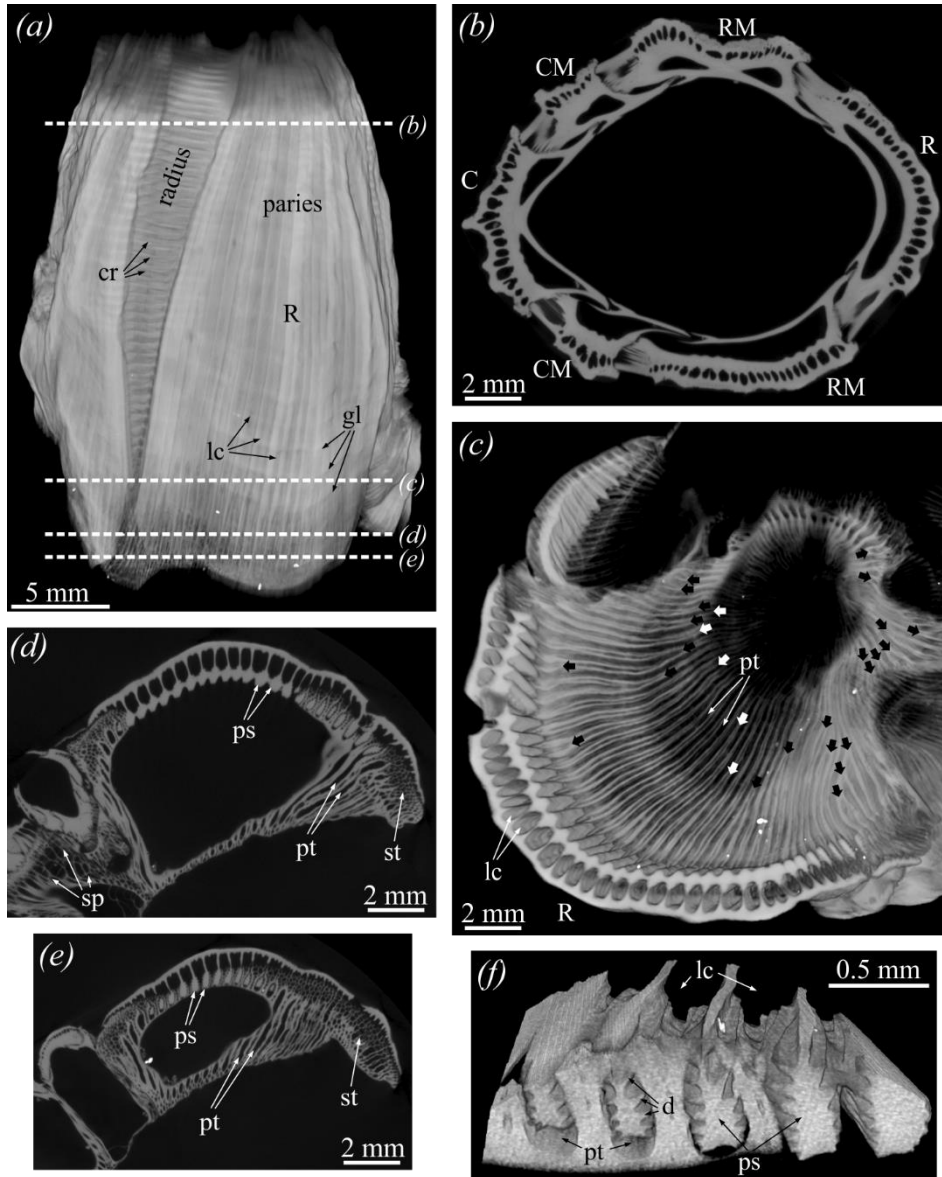 (a)
(b)
radius
paries
cr
R
lc
gl
(c)
(d)
(e)
5 mm
(b)
RM
CM
R
C
CM
RM
2 mm
(c)
pt
lc
R
2 mm
(d)
ps
pt
st
sp
2 mm
(e)
ps
pt
st
2 mm
(f)
lc
0.5 mm
d
pt
ps